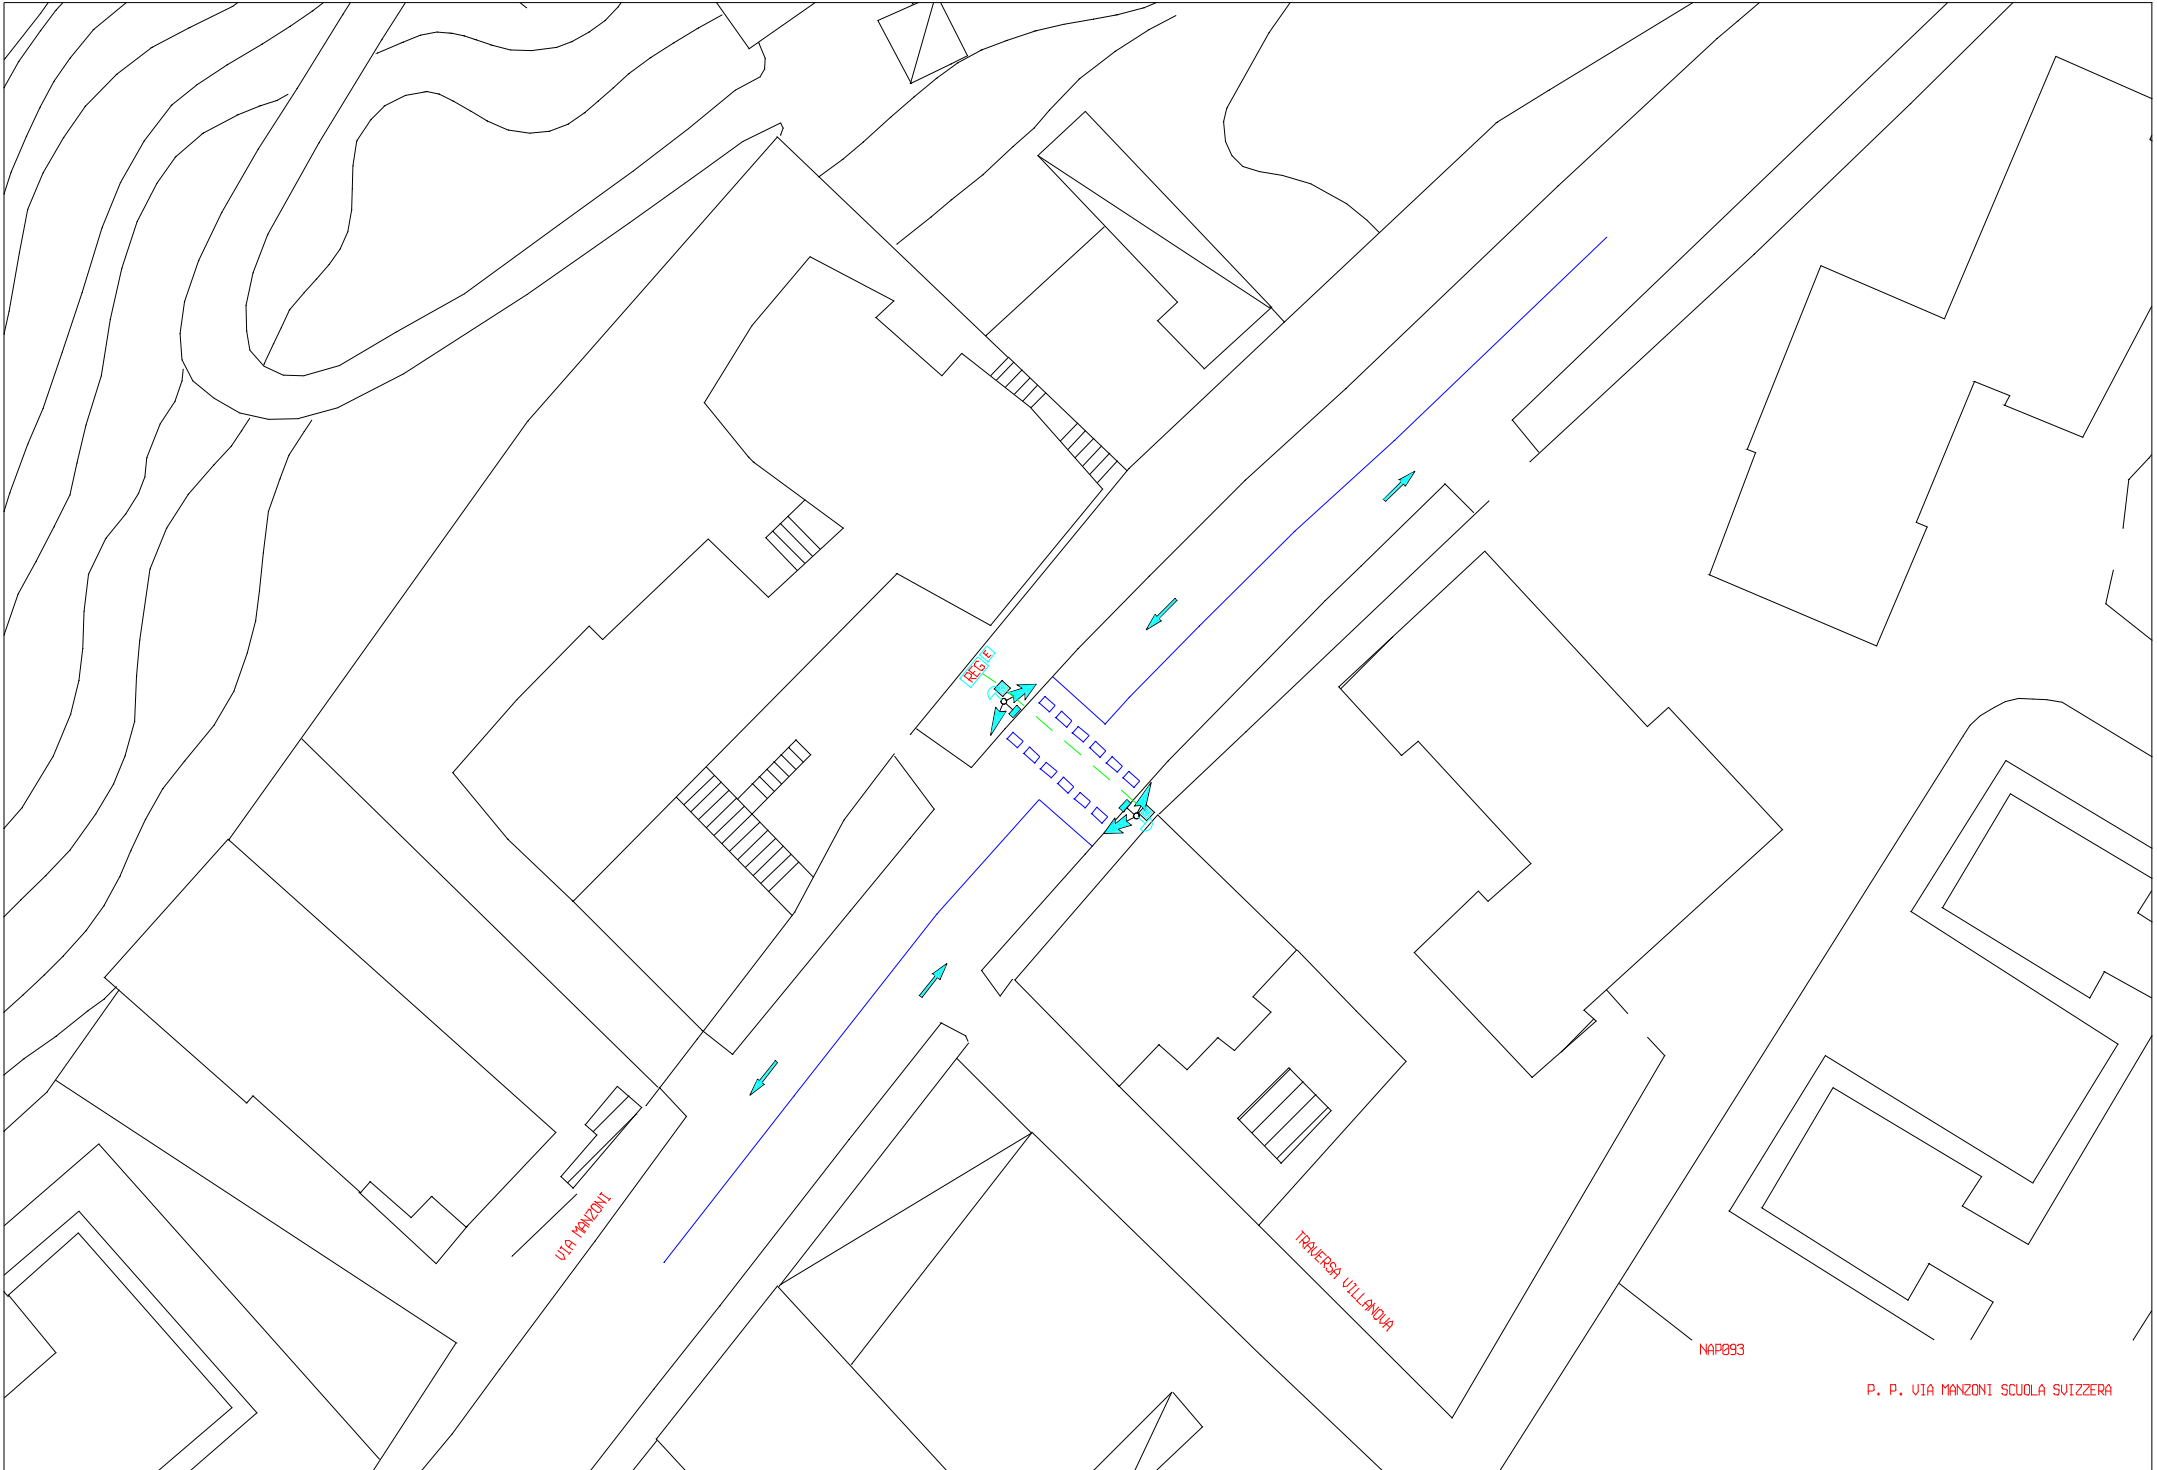 REG E
VIA MANZONI
TRAVERSA VILLANOVA
NAP093
P. P. VIA MANZONI SCUOLA SVIZZERA